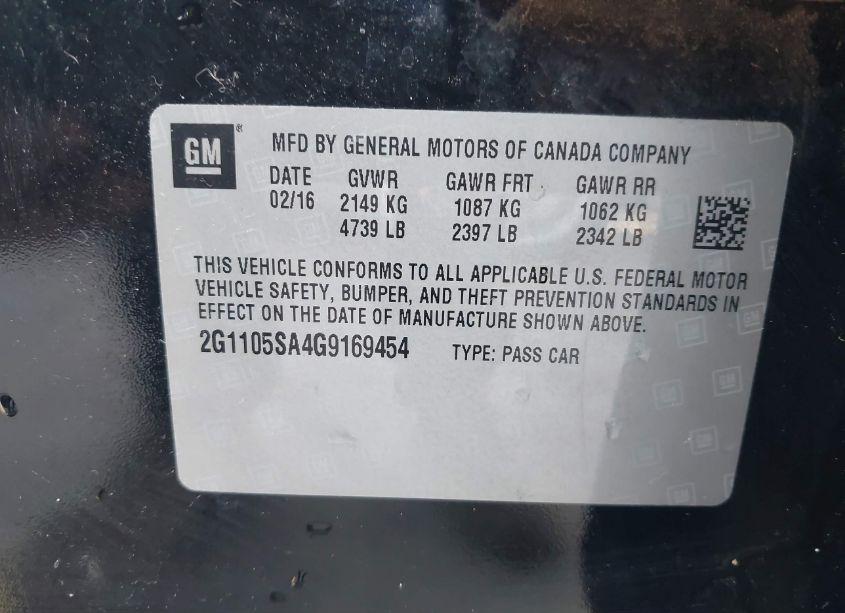 GM® MFD BY GENERAL MOTORS OF CANADA COMPANY
DATE GVWR GAWR FRT GAWR RR
02/16 2149 KG 1087 KG 1062 KG
4739 LB 2397 LB 2342 LB
THIS VEHICLE CONFORMS TO ALL APPLICABLE U.S. FEDERAL MOTOR
VEHICLE SAFETY, BUMPER, AND THEFT PREVENTION STANDARDS IN
EFFECT ON THE DATE OF MANUFACTURE SHOWN ABOVE.
2G1105SA4G9169454 TYPE: PASS CAR